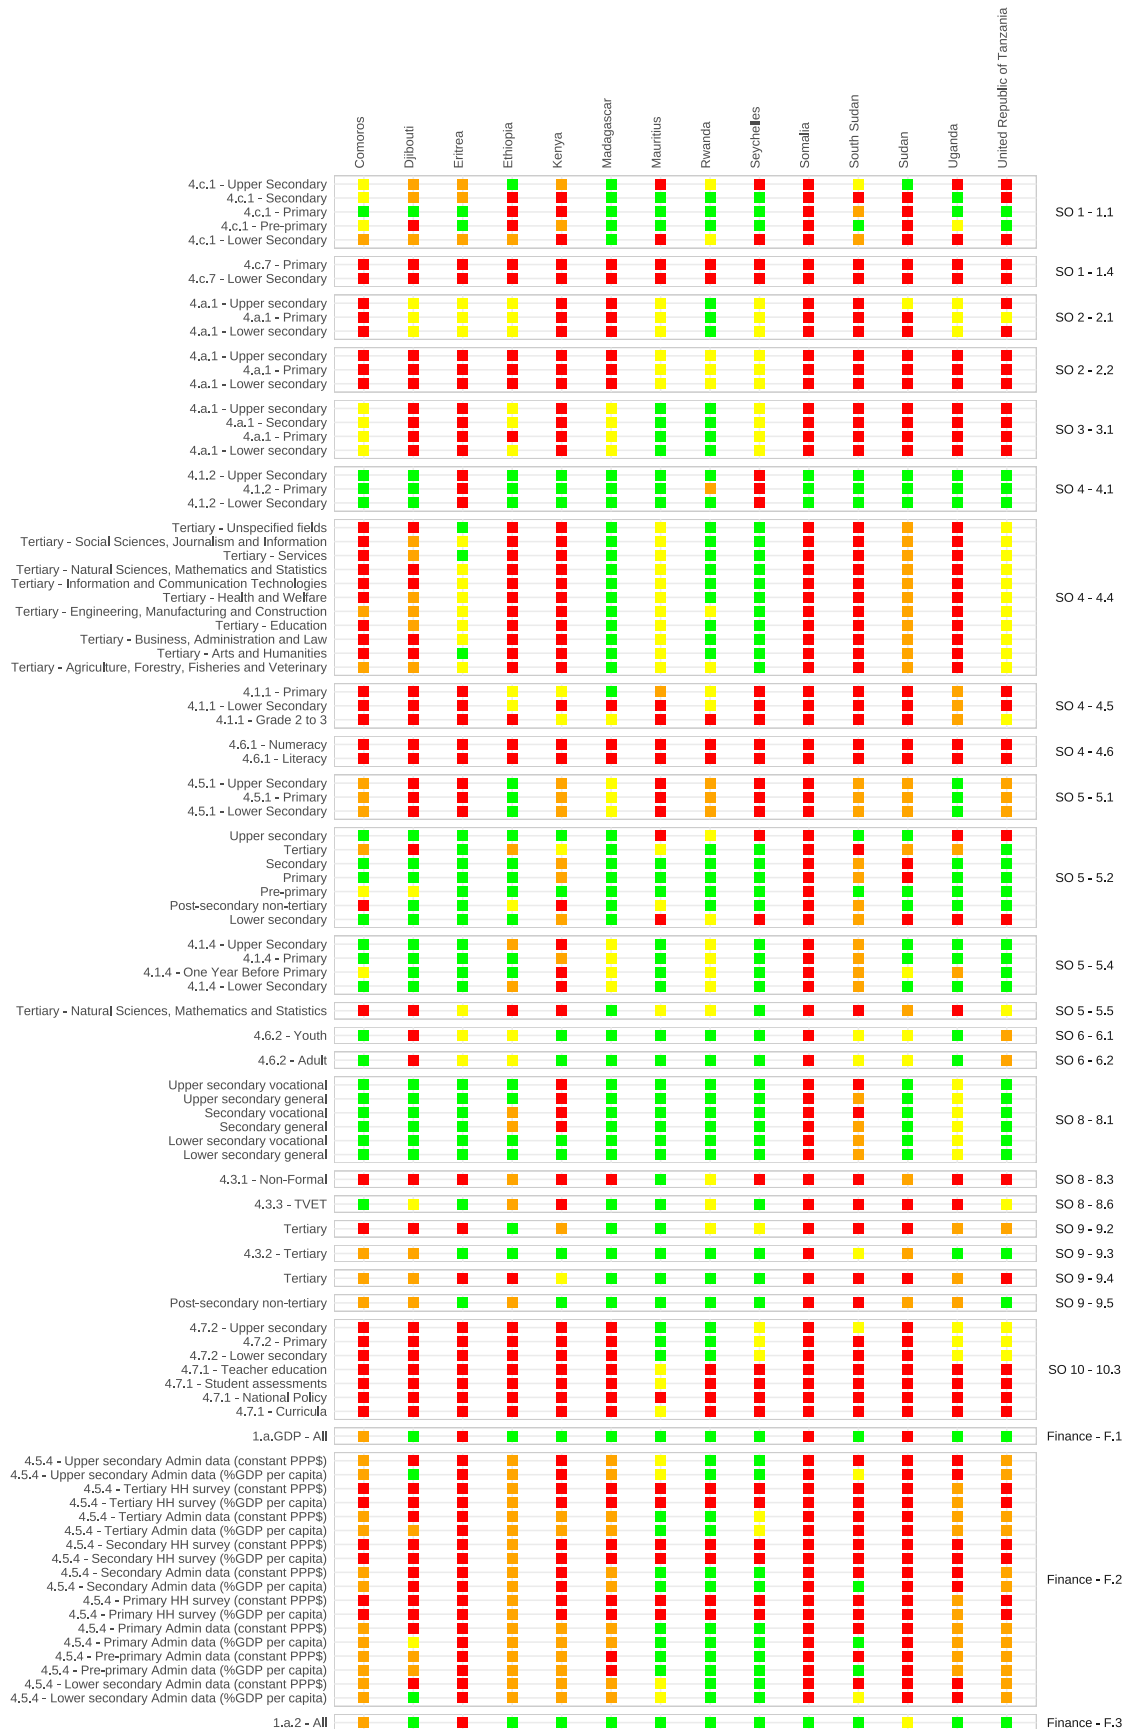 Comoros
Djibouti
Eritrea
Ethiopia
Kenya
Madagascar
Mauritius
Rwanda
Seychelles
Somalia
South Sudan
Sudan
Uganda
United Republic of Tanzania
4.c.1 - Upper Secondary
4.c.1 - Secondary
4.c.1 - Primary
4.c.1 - Pre-primary
4.c.1 - Lower Secondary
SO 1 - 1.1
4.c.7 - Primary
4.c.7 - Lower Secondary
SO 1 - 1.4
4.a.1 - Upper secondary
4.a.1 - Primary
4.a.1 - Lower secondary
SO 2 - 2.1
4.a.1 - Upper secondary
4.a.1 - Primary
4.a.1 - Lower secondary
SO 2 - 2.2
4.a.1 - Upper secondary
4.a.1 - Secondary
4.a.1 - Primary
4.a.1 - Lower secondary
SO 3 - 3.1
4.1.2 - Upper Secondary
4.1.2 - Primary
4.1.2 - Lower Secondary
SO 4 - 4.1
Tertiary - Unspecified fields
Tertiary - Social Sciences, Journalism and Information
Tertiary - Services
Tertiary - Natural Sciences, Mathematics and Statistics
Tertiary - Information and Communication Technologies
Tertiary - Health and Welfare
Tertiary - Engineering, Manufacturing and Construction
Tertiary - Education
Tertiary - Business, Administration and Law
Tertiary - Arts and Humanities
Tertiary - Agriculture, Forestry, Fisheries and Veterinary
SO 4 - 4.4
4.1.1 - Primary
4.1.1 - Lower Secondary
4.1.1 - Grade 2 to 3
SO 4 - 4.5
4.6.1 - Numeracy
4.6.1 - Literacy
SO 4 - 4.6
4.5.1 - Upper Secondary
4.5.1 - Primary
4.5.1 - Lower Secondary
SO 5 - 5.1
Upper secondary
Tertiary
Secondary
Primary
Pre-primary
Post-secondary non-tertiary
Lower secondary
SO 5 - 5.2
4.1.4 - Upper Secondary
4.1.4 - Primary
4.1.4 - One Year Before Primary
4.1.4 - Lower Secondary
SO 5 - 5.4
Tertiary - Natural Sciences, Mathematics and Statistics
SO 5 - 5.5
4.6.2 - Youth
SO 6 - 6.1
4.6.2 - Adult
SO 6 - 6.2
Upper secondary vocational
Upper secondary general
Secondary vocational
Secondary general
Lower secondary vocational
Lower secondary general
SO 8 - 8.1
4.3.1 - Non-Formal
SO 8 - 8.3
4.3.3 - TVET
SO 8 - 8.6
Tertiary
SO 9 - 9.2
4.3.2 - Tertiary
SO 9 - 9.3
Tertiary
SO 9 - 9.4
Post-secondary non-tertiary
SO 9 - 9.5
4.7.2 - Upper secondary
4.7.2 - Primary
4.7.2 - Lower secondary
4.7.1 - Teacher education
4.7.1 - Student assessments
4.7.1 - National Policy
4.7.1 - Curricula
SO 10 - 10.3
1.a.GDP - All
Finance - F.1
4.5.4 - Upper secondary Admin data (constant PPP$)
4.5.4 - Upper secondary Admin data (%GDP per capita)
4.5.4 - Tertiary HH survey (constant PPP$)
4.5.4 - Tertiary HH survey (%GDP per capita)
4.5.4 - Tertiary Admin data (constant PPP$)
4.5.4 - Tertiary Admin data (%GDP per capita)
4.5.4 - Secondary HH survey (constant PPP$)
4.5.4 - Secondary HH survey (%GDP per capita)
4.5.4 - Secondary Admin data (constant PPP$)
4.5.4 - Secondary Admin data (%GDP per capita)
4.5.4 - Primary HH survey (constant PPP$)
4.5.4 - Primary HH survey (%GDP per capita)
4.5.4 - Primary Admin data (constant PPP$)
4.5.4 - Primary Admin data (%GDP per capita)
4.5.4 - Pre-primary Admin data (constant PPP$)
4.5.4 - Pre-primary Admin data (%GDP per capita)
4.5.4 - Lower secondary Admin data (constant PPP$)
4.5.4 - Lower secondary Admin data (%GDP per capita)
Finance - F.2
1.a.2 - All
Finance - F.3